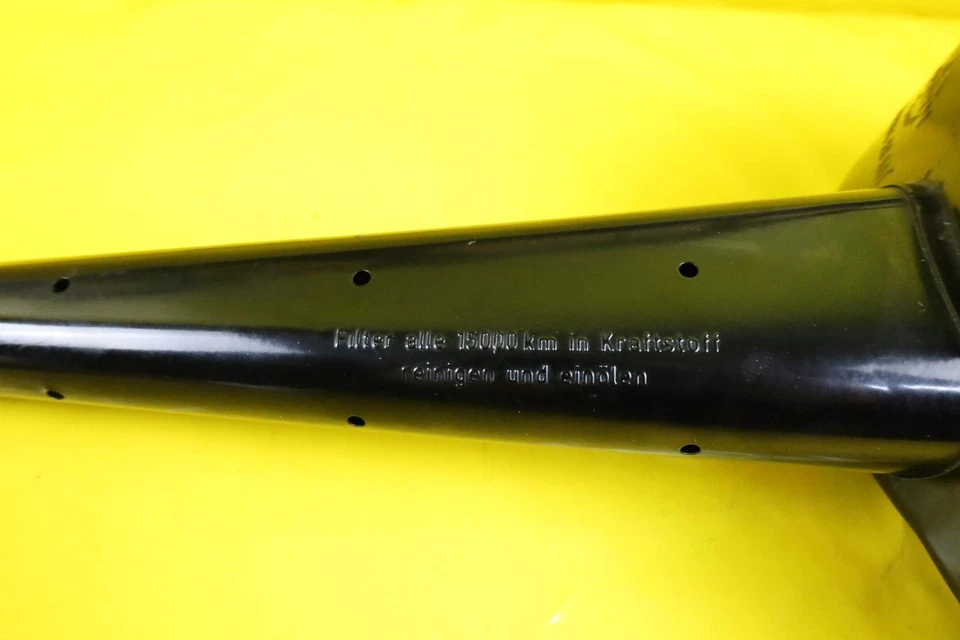 Filter alle 15000 km in Kraftstoff
reinigen und einölen